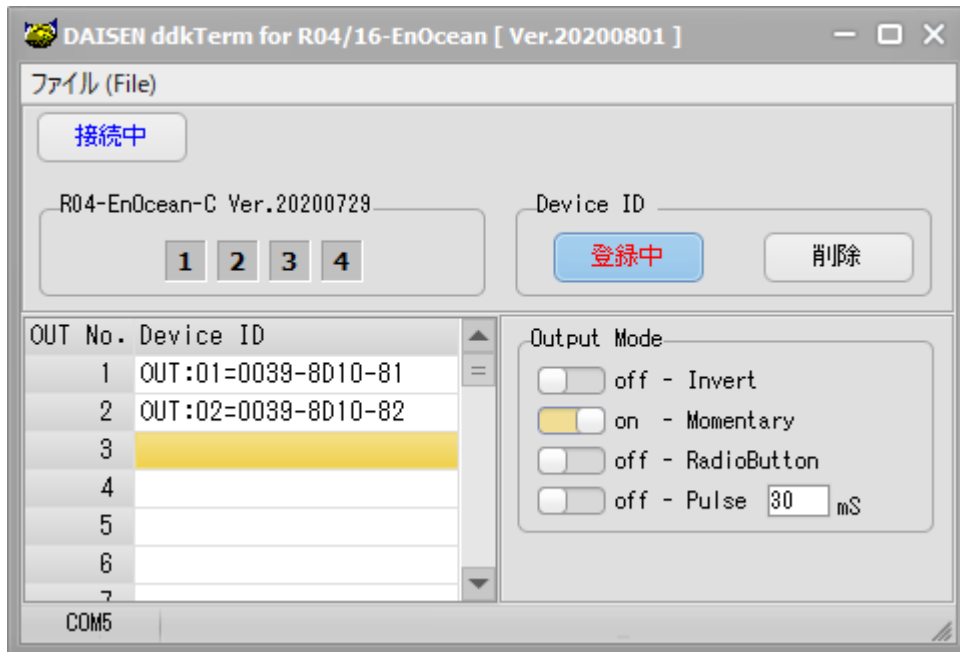 DAISEN ddkTerm for R04/16-EnOcean [ Ver.20200801 ]
ファイル (File)
接続中
R04-EnOcean-C Ver.20200729
1 2 3 4
Device ID
登録中 削除
OUT No. Device ID
1 OUT:01=0039-8D10-81
2 OUT:02=0039-8D10-82
3
4
5
6
7
Output Mode
off - Invert
on - Momentary
off - RadioButton
off - Pulse 30 mS
COM5